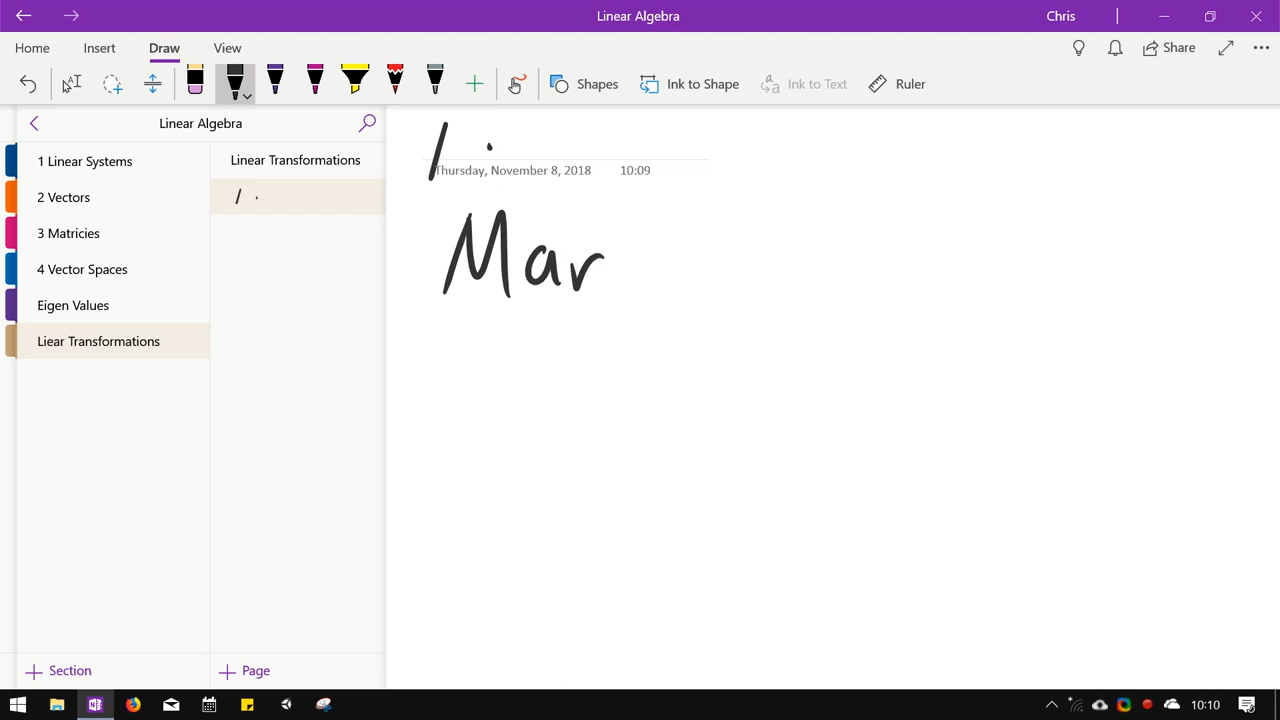 Linear Algebra
Chris
Home
Insert
Draw
View
Share
Shapes
Ink to Shape
Ink to Text
Ruler
Linear Algebra
1 Linear Systems
2 Vectors
3 Matricies
4 Vector Spaces
Eigen Values
Liear Transformations
Linear Transformations
/ .
/ .
Thursday, November 8, 2018
10:09
Mar
+ Section
+ Page
10:10